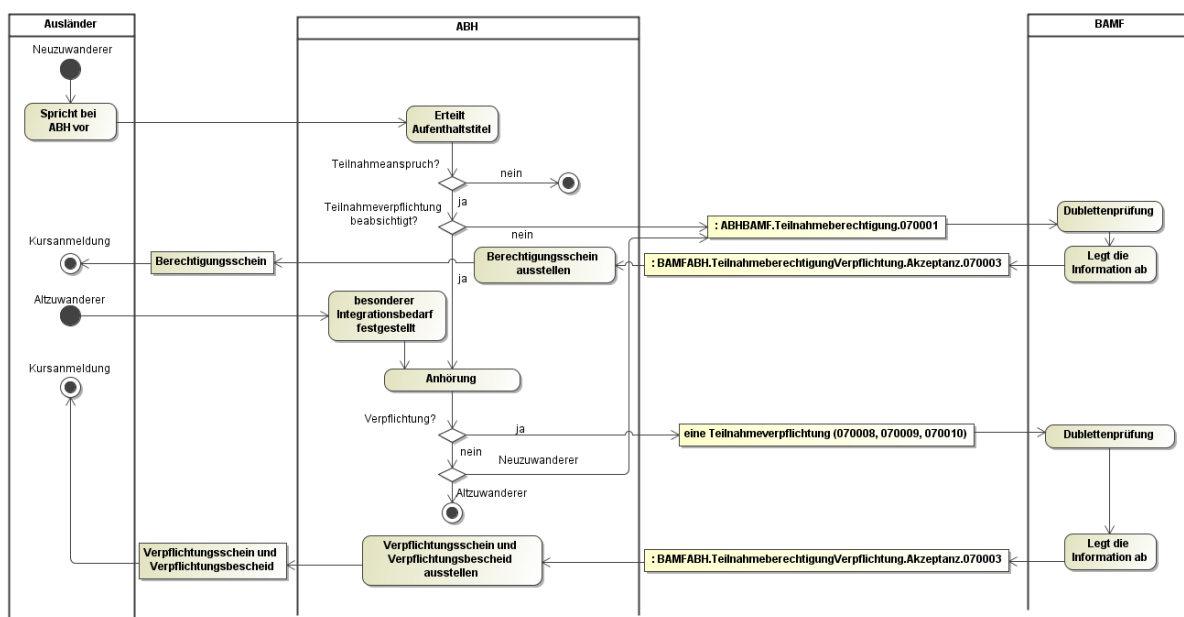 Ausländer
ABH
BAMF
Neuzuwanderer
Spricht bei
ABH vor
Erteilt
Aufenthaltstitel
Teilnahmeanspruch?
nein
ja
Teilnahmeverpflichtung
beabsichtigt?
nein
: ABHBAMF.Teilnahmeberechtigung.070001
Dublettenprüfung
Kursanmeldung
Berechtigungsschein
Berechtigungsschein
ausstellen
: BAMFABH.TeilnahmeberechtigungVerpflichtung.Akzeptanz.070003
Legt die
Information ab
ja
Altzuwanderer
besonderer
Integrationsbedarf
festgestellt
Kursanmeldung
Anhörung
Verpflichtung?
ja
eine Teilnahmeverpflichtung (070008, 070009, 070010)
Dublettenprüfung
nein
Neuzuwanderer
Altzuwanderer
Verpflichtungsschein und
Verpflichtungsbescheid
Verpflichtungsschein und
Verpflichtungsbescheid
ausstellen
: BAMFABH.TeilnahmeberechtigungVerpflichtung.Akzeptanz.070003
Legt die
Information ab